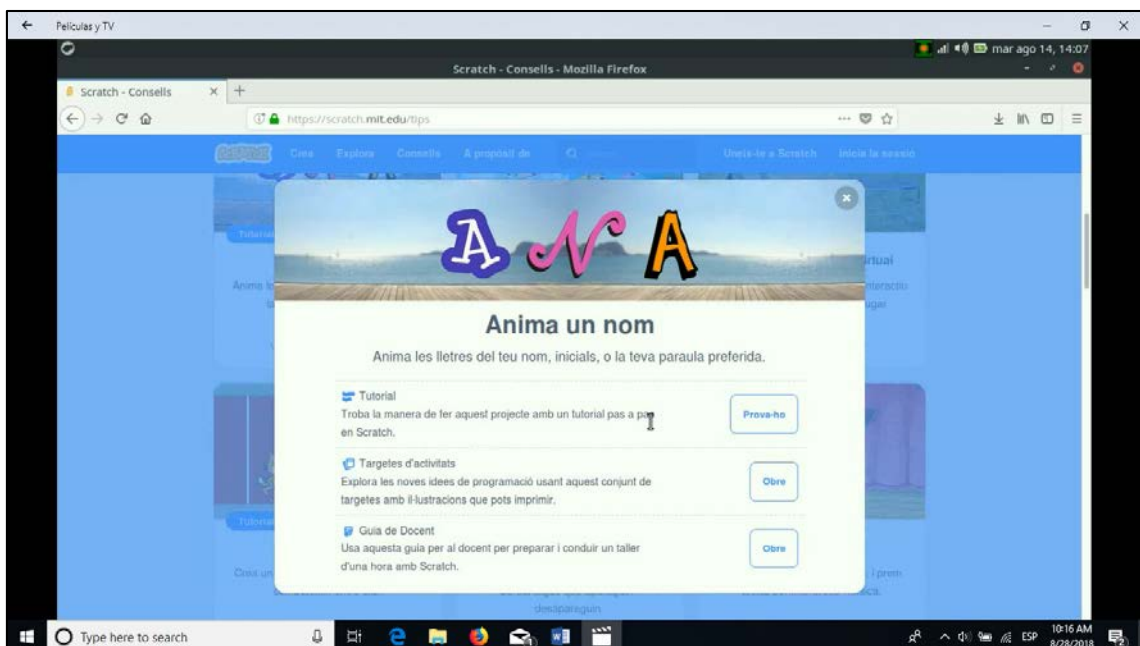 Películas y TV
mar ago 14, 14:07
Scratch - Consells - Mozilla Firefox
Scratch - Consells
https://scratch.mit.edu/tips
SCRATCH Crea Explora Consells A propòsit de Uneix-te a Scratch Inicia la sessió
A N A
Tutorial
Anima un nom
Anima les lletres del teu nom, inicials, o la teva paraula preferida.
Tutorial
Troba la manera de fer aquest projecte amb un tutorial pas a pas
en Scratch.
Prova-ho
Targetes d'activitats
Explora les noves idees de programació usant aquest conjunt de
targetes amb il·lustracions que pots imprimir.
Obre
Guia de Docent
Usa aquesta guia per al docent per preparar i conduir un taller
d'una hora amb Scratch.
Obre
Tutorial
Crea un
i prem
desapareguin
Type here to search
ESP
10:16 AM
8/28/2018